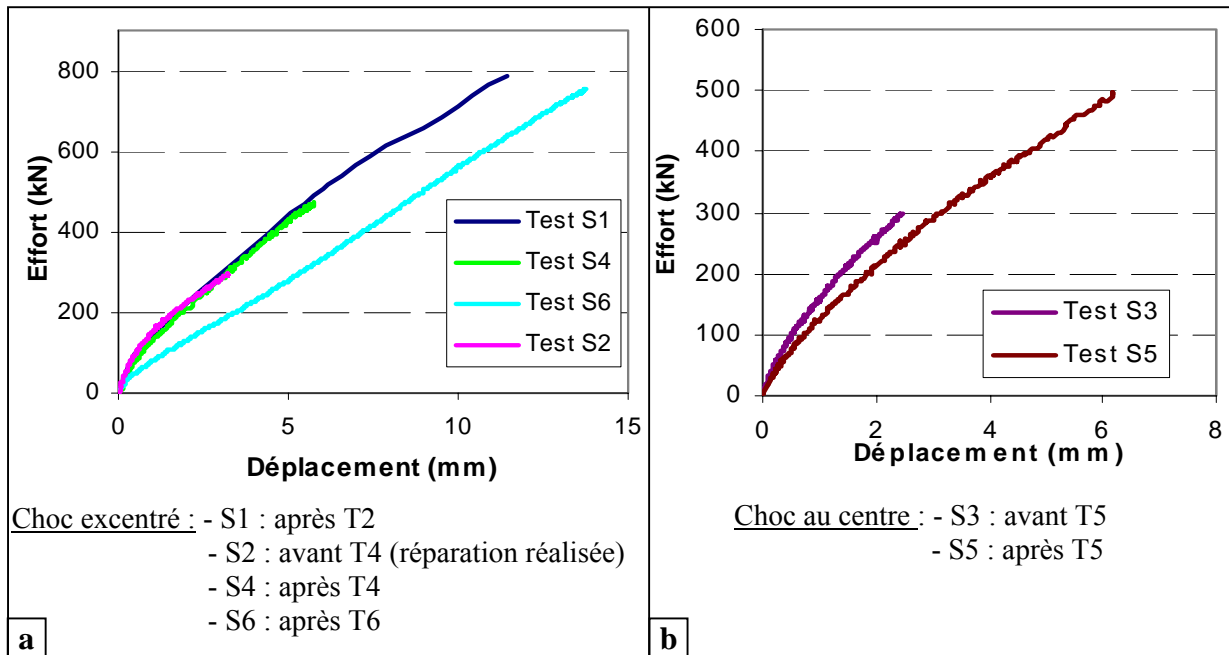 800
600
400
200
0
Effort (kN)
0 5 10 15
Déplacement (mm)
Test S1
Test S4
Test S6
Test S2
Choc excentré : - S1 : après T2
- S2 : avant T4 (réparation réalisée)
- S4 : après T4
- S6 : après T6
a
600
500
400
300
200
100
0
Effort (kN)
0 2 4 6 8
Déplacement (mm)
Test S3
Test S5
Choc au centre : - S3 : avant T5
- S5 : après T5
b